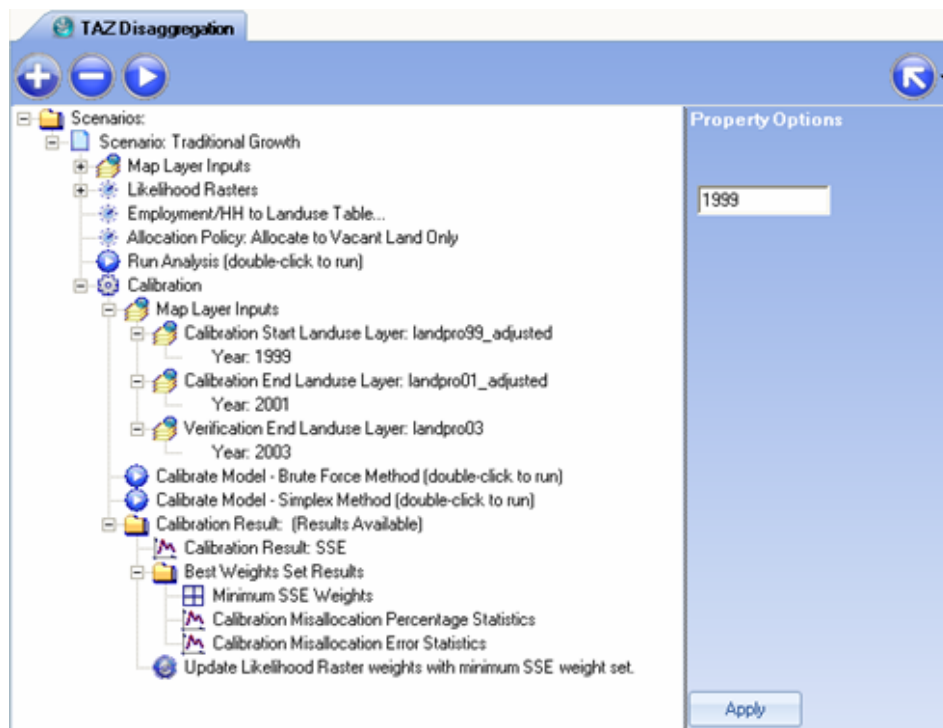 TAZ Disaggregation
Scenarios:
Scenario: Traditional Growth
Map Layer Inputs
Likelihood Rasters
Employment/HH to Landuse Table...
Allocation Policy: Allocate to Vacant Land Only
Run Analysis (double-click to run)
Calibration
Map Layer Inputs
Calibration Start Landuse Layer: landpro99_adjusted
Year: 1999
Calibration End Landuse Layer: landpro01_adjusted
Year: 2001
Verification End Landuse Layer: landpro03
Year: 2003
Calibrate Model - Brute Force Method (double-click to run)
Calibrate Model - Simplex Method (double-click to run)
Calibration Result: (Results Available)
Calibration Result: SSE
Best Weights Set Results
Minimum SSE Weights
Calibration Misallocation Percentage Statistics
Calibration Misallocation Error Statistics
Update Likelihood Raster weights with minimum SSE weight set.
Property Options
1999
Apply